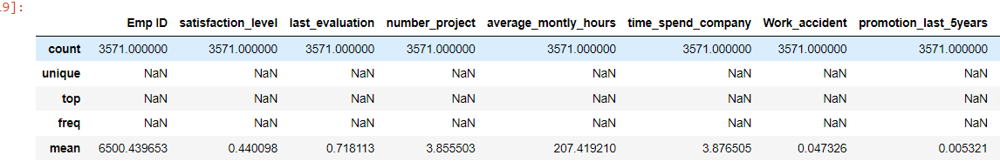 19]:
Emp ID satisfaction_level last_evaluation number_project average_montly_hours time_spend_company Work_accident promotion_last_5years
count 3571.000000 3571.000000 3571.000000 3571.000000 3571.000000 3571.000000 3571.000000 3571.000000
unique NaN NaN NaN NaN NaN NaN NaN NaN
top NaN NaN NaN NaN NaN NaN NaN NaN
freq NaN NaN NaN NaN NaN NaN NaN NaN
mean 6500.439653 0.440098 0.718113 3.855503 207.419210 3.876505 0.047326 0.005321